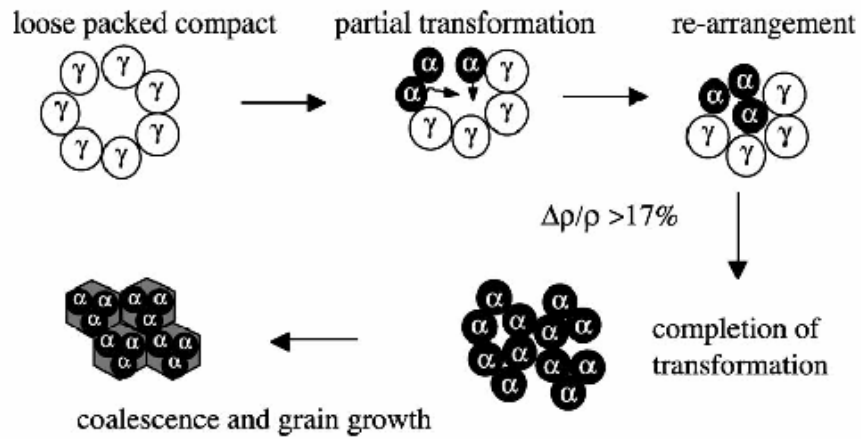 loose packed compact
partial transformation
re-arrangement
γ γ γ γ γ γ γ
α α α γ γ γ γ
α α α γ γ γ γ
Δρ/ρ >17%
completion of
transformation
α α α α α α α α α α α α
α α α α α α α α α α α α
coalescence and grain growth